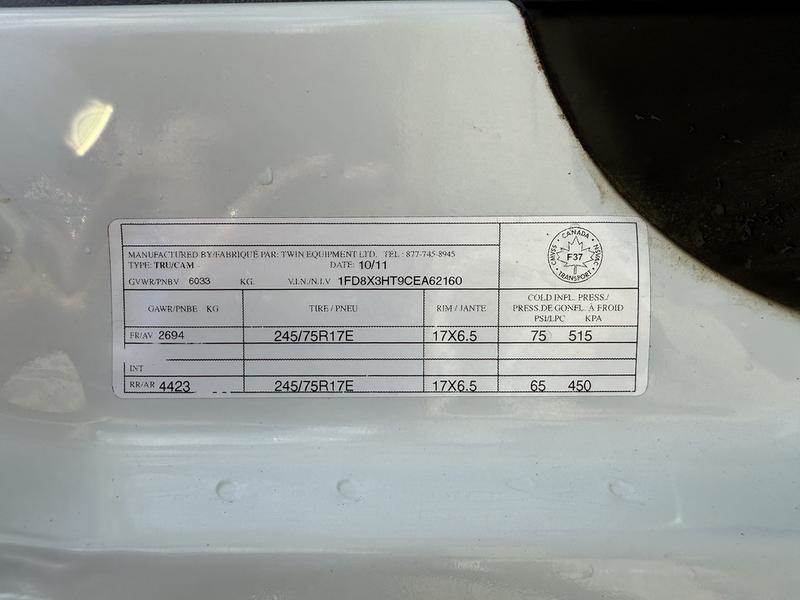 MANUFACTURED BY/FABRIQUÉ PAR: TWIN EQUIPMENT LTD. TEL : 877-745-8945
TYPE: TRU/CAM - DATE: 10/11
GVWR/PNBV 6033 KG. V.I.N./N.I.V 1FD8X3HT9CEA62160
CANADA
CMVSS NSVAC
F37
TRANSPORT
GAWR/PNBE KG TIRE / PNEU RIM / JANTE COLD INFL. PRESS./
PRESS.DE GONFL. À FROID
PSI/LPC KPA
FR/AV 2694 245/75R17E 17X6.5 75 515
INT
RR/AR 4423 245/75R17E 17X6.5 65 450